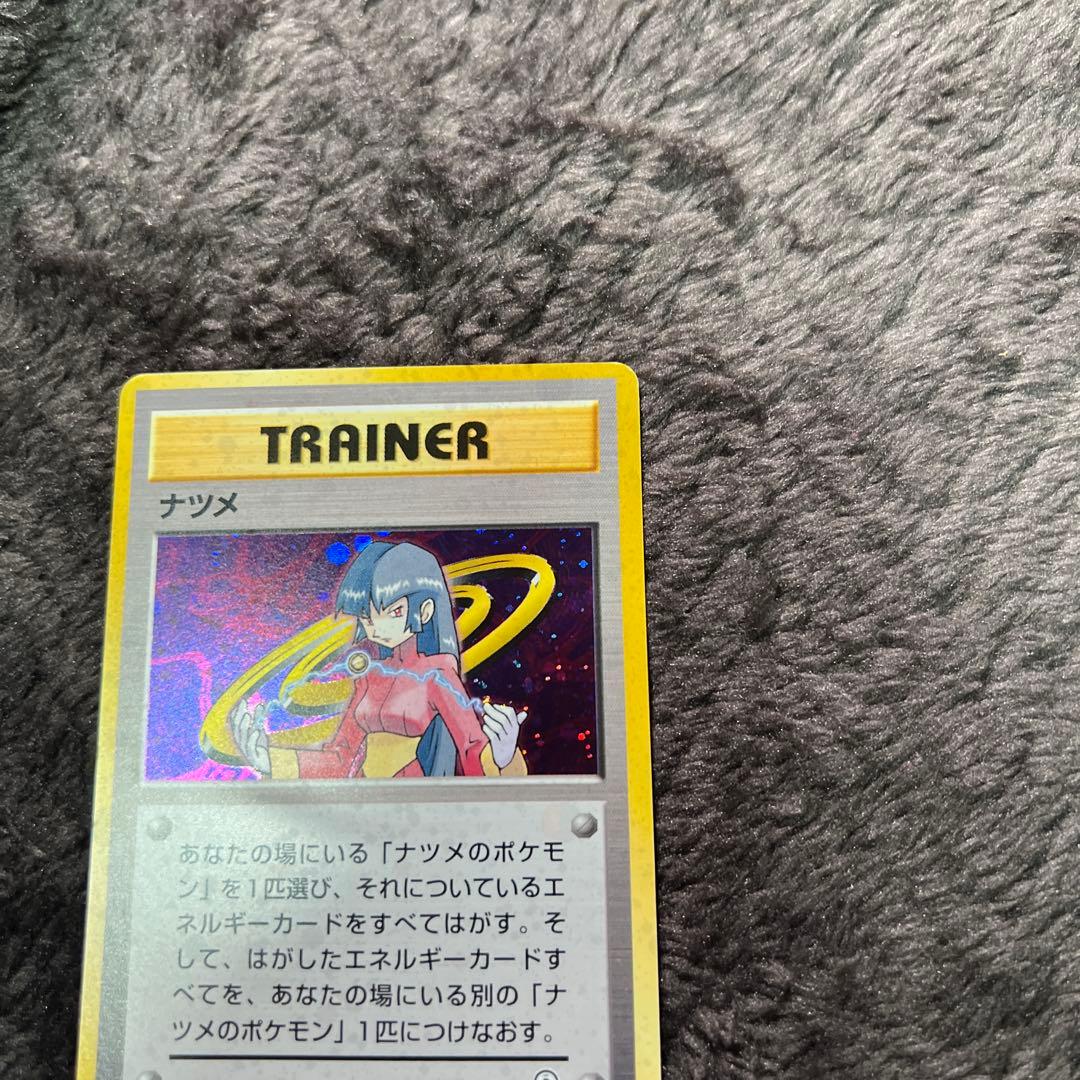 TRAINER
ナツメ
あなたの場にいる「ナツメのポケモ
ン」を1匹選び、それについているエ
ネルギーカードをすべてはがす。そ
して、はがしたエネルギーカードす
べてを、あなたの場にいる別の「ナ
ツメのポケモン」1匹につけなおす。